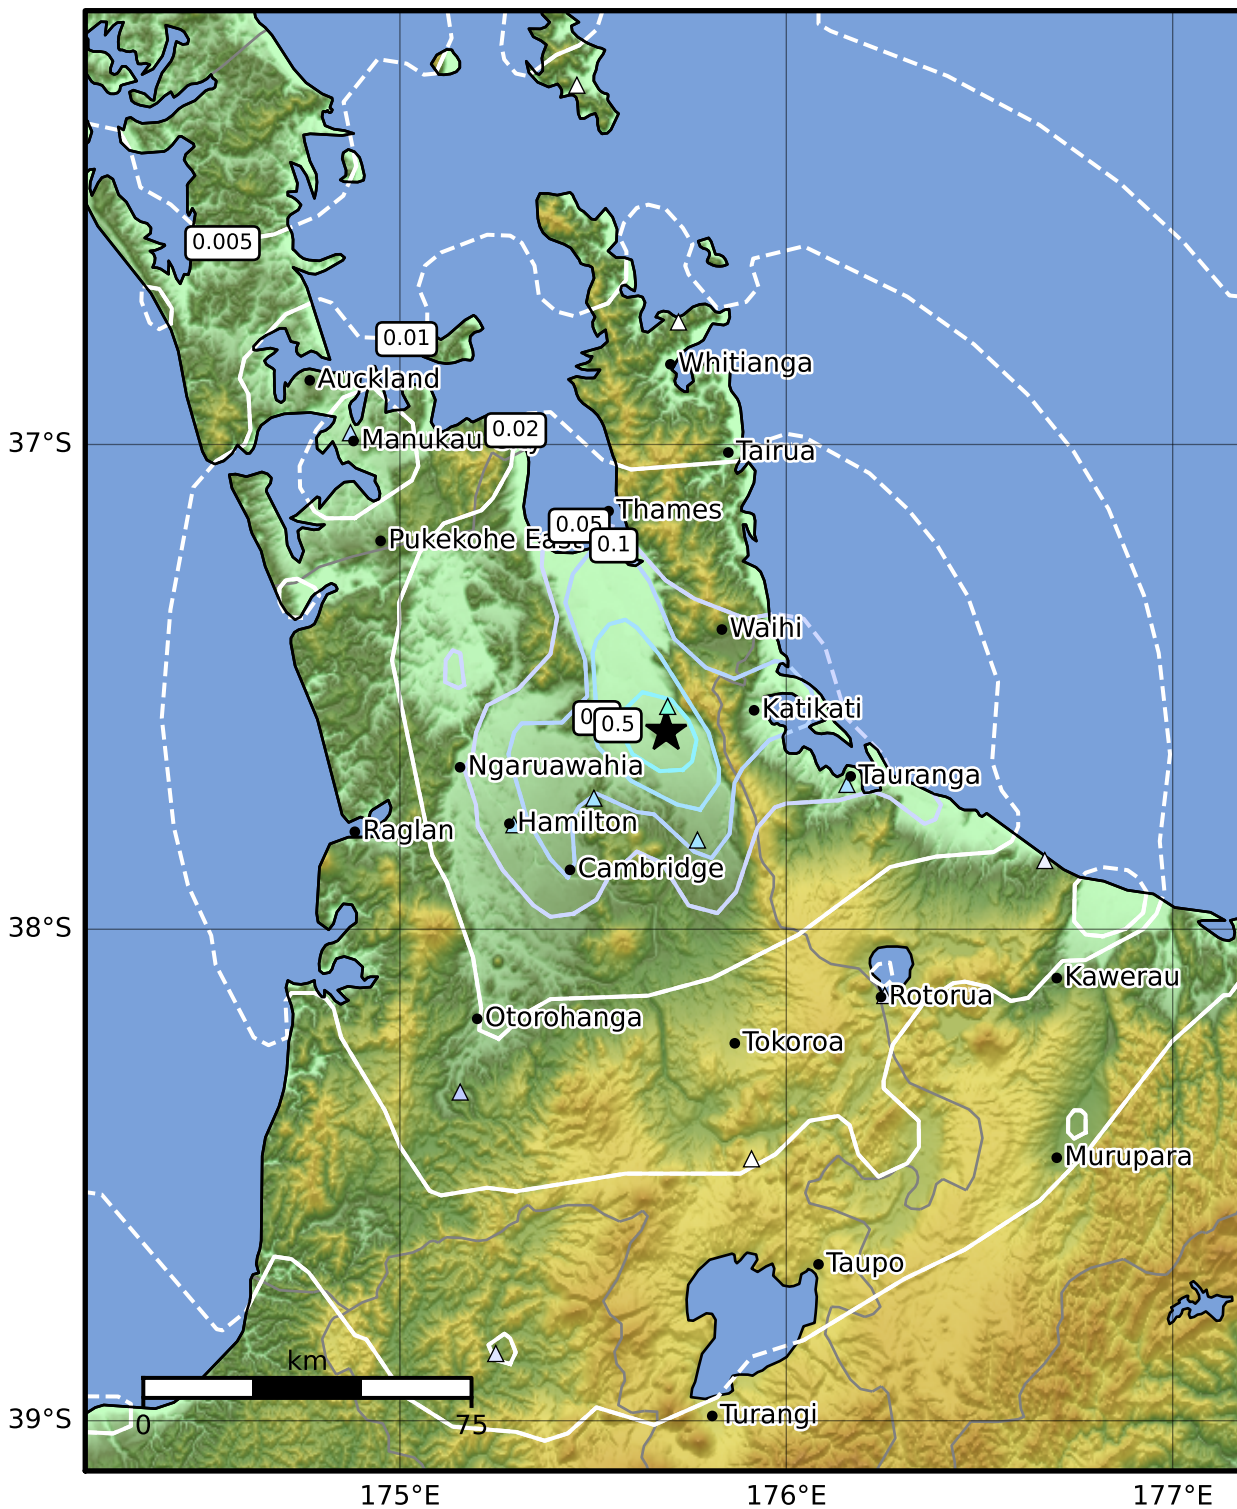 0.005
0.01
Whitianga
Auckland
0.02
Manukau
37°S
Tairua
Thames
0.05
Pukekohe East
0.1
Waihi
Katikati
0.5
Ngaruawahia
Tauranga
Hamilton
Raglan
Cambridge
38°S
Kawerau
Rotorua
Otorohanga
Tokoroa
Murupara
Taupo
km
0
75
39°S
Turangi
175°E
176°E
177°E